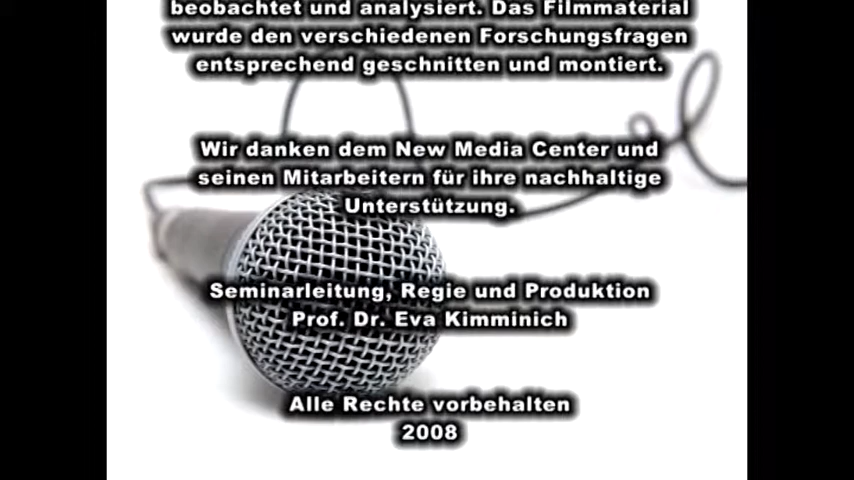 beobachtet und analysiert. Das Filmmaterial
wurde den verschiedenen Forschungsfragen
entsprechend geschnitten und montiert.
Wir danken dem New Media Center und
seinen Mitarbeitern für ihre nachhaltige
Unterstützung.
Seminarleitung, Regie und Produktion
Prof. Dr. Eva Kimminich
Alle Rechte vorbehalten
2008